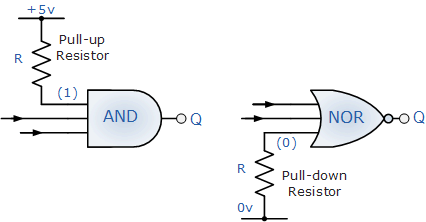 +5v
Pull-up
Resistor
R
(1)
AND
Q
NOR
Q
(0)
R
Pull-down
Resistor
0v